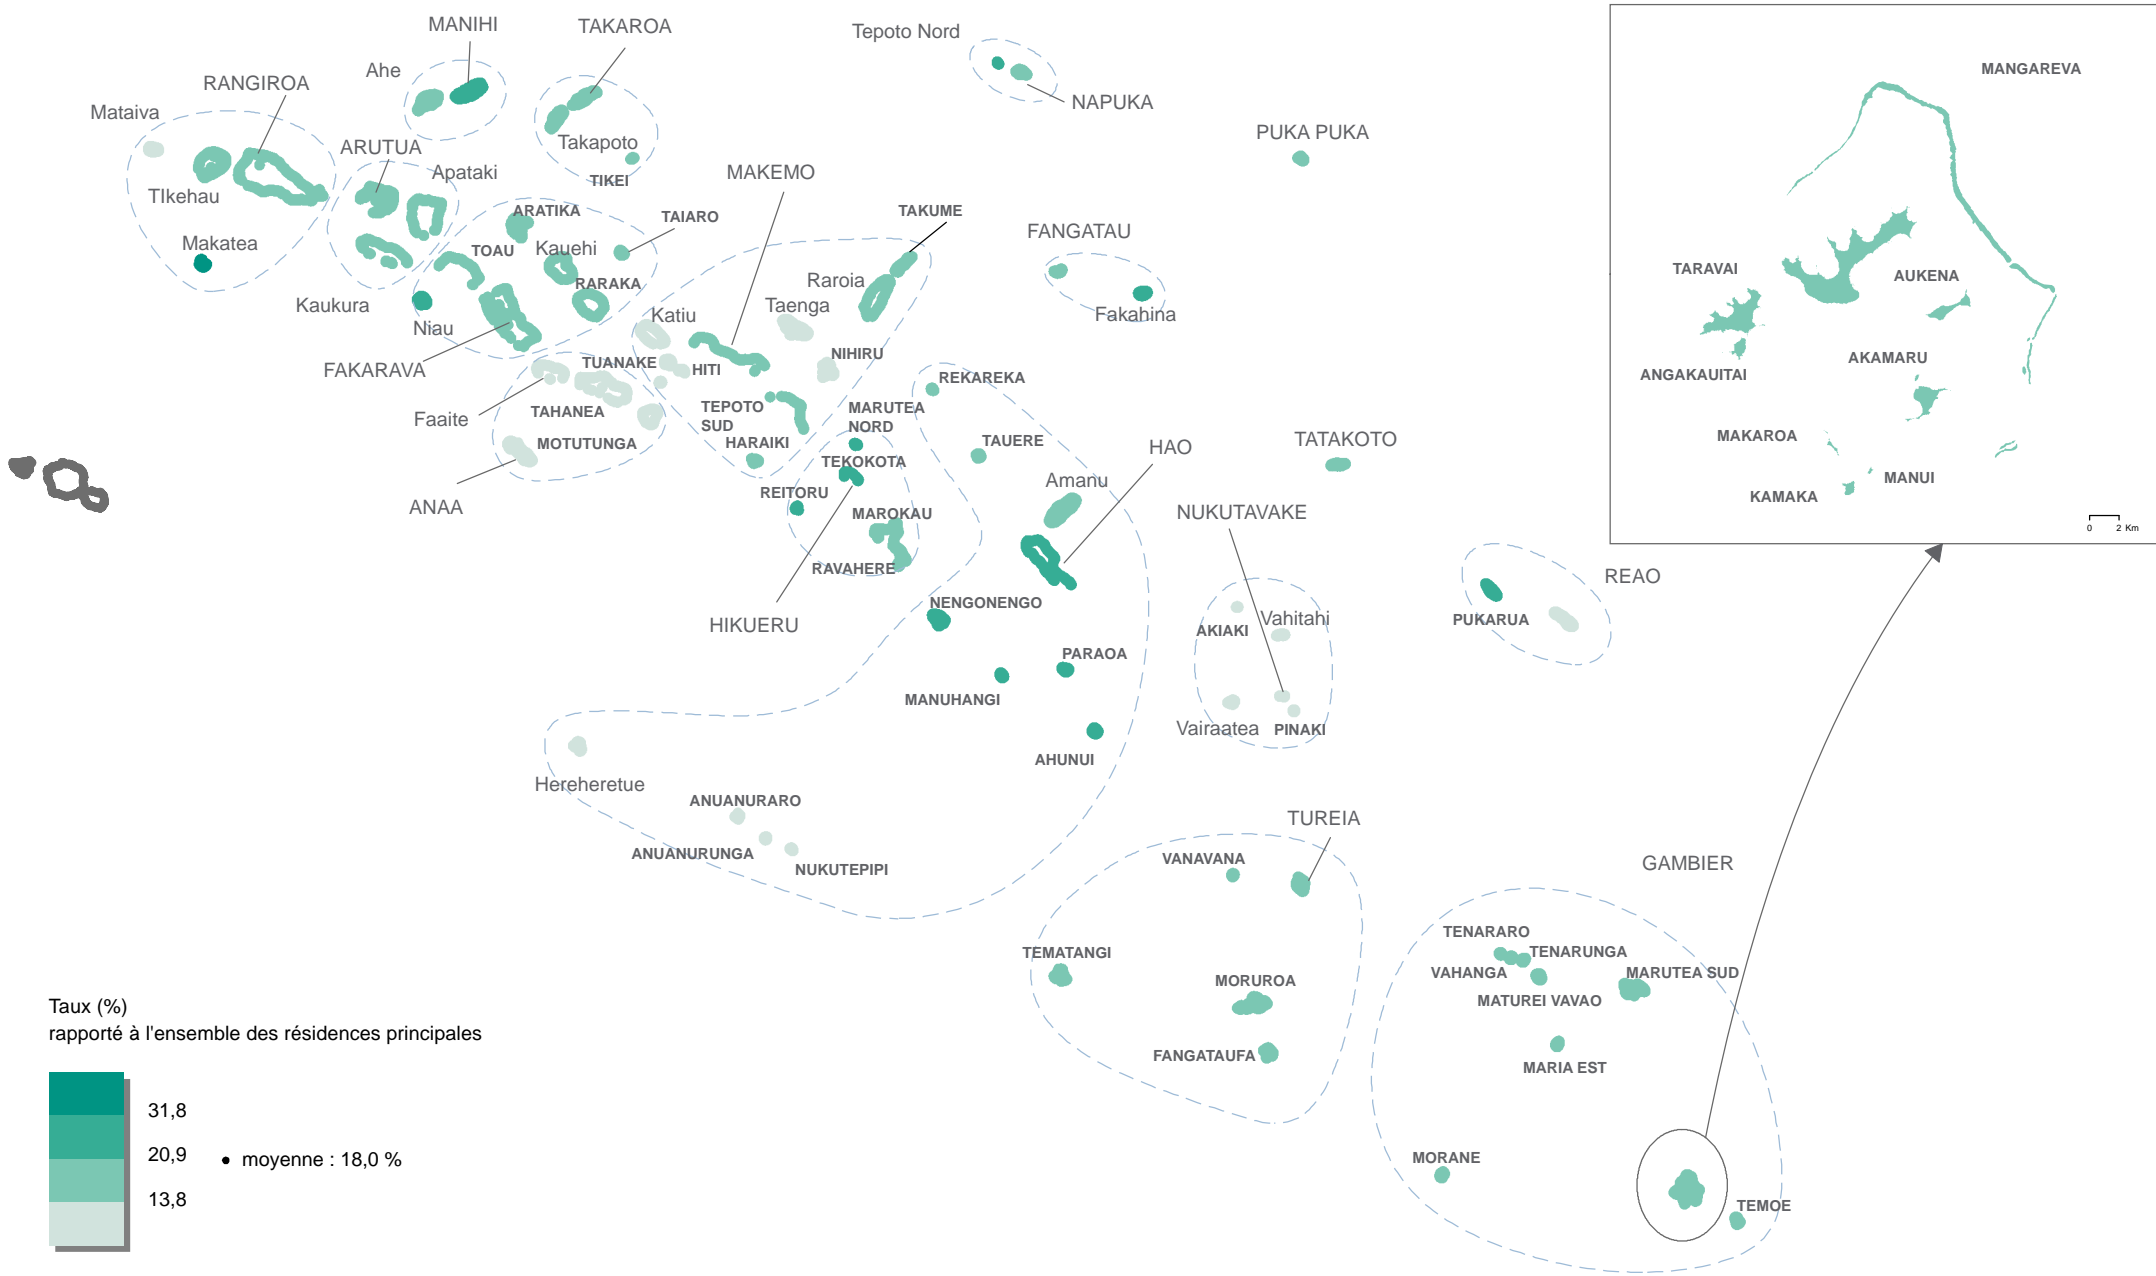 MANIHI
TAKAROA
Tepoto Nord
Ahe
RANGIROA
Mataiva
NAPUKA
MANGAREVA
ARUTUA
Apataki
Takapoto
TIKEI
MAKEMO
PUKA PUKA
TIkehau
ARATIKA
TAIARO
TAKUME
FANGATAU
Makatea
TOAU
Kauehi
RARAKA
Raroia
Taenga
Kaukura
Niau
Katiu
Fakahina
TARAVAI
AUKENA
FAKARAVA
TUANAKE
HITI
NIHIRU
REKAREKA
ANGAKAUITAI
AKAMARU
Faaite
TAHANEA
MOTUTUNGA
TEPOTO
SUD
HARAIKI
MARUTEA
NORD
TAUERE
HAO
TATAKOTO
MAKAROA
MANUI
KAMAKA
0 2 Km
ANAA
TEKOKOTA
REITORU
Amanu
MAROKAU
NUKUTAVAKE
RAVAHERE
HIKUERU
NENGONENGO
AKIAKI
Vahitahi
PUKARUA
REAO
PARAOA
MANUHANGI
Vairaatea
PINAKI
AHUNUI
Hereheretue
ANUANURARO
ANUANURUNGA
NUKUTEPIPI
TUREIA
VANAVANA
GAMBIER
TEMATANGI
MORUROA
FANGATAUFA
TENARARO
TENARUNGA
VAHANGA
MARUTEA SUD
MATUREI VAVAO
MARIA EST
MORANE
TEMOE
Taux (%)
rapporté à l'ensemble des résidences principales
31,8
20,9
• moyenne : 18,0 %
13,8